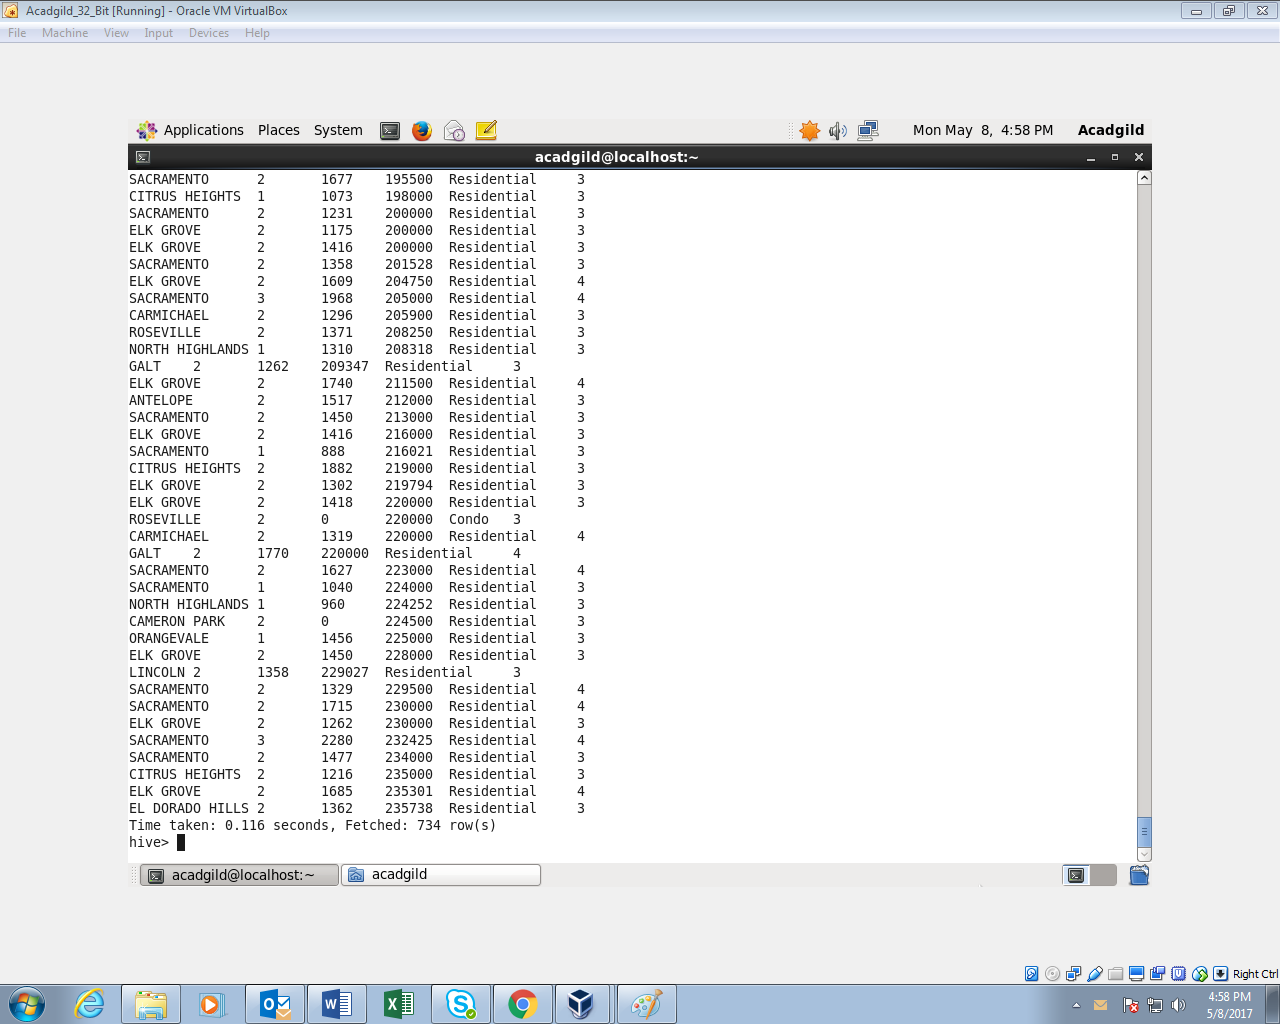 Acadgild_32_Bit [Running] - Oracle VM VirtualBox
File Machine View Input Devices Help
Applications Places System Mon May 8, 4:58 PM Acadgild
acadgild@localhost:~
SACRAMENTO 2 1677 195500 Residential 3
CITRUS HEIGHTS 1 1073 198000 Residential 3
SACRAMENTO 2 1231 200000 Residential 3
ELK GROVE 2 1175 200000 Residential 3
ELK GROVE 2 1416 200000 Residential 3
SACRAMENTO 2 1358 201528 Residential 3
ELK GROVE 2 1609 204750 Residential 4
SACRAMENTO 3 1968 205000 Residential 4
CARMICHAEL 2 1296 205900 Residential 3
ROSEVILLE 2 1371 208250 Residential 3
NORTH HIGHLANDS 1 1310 208318 Residential 3
GALT 2 1262 209347 Residential 3
ELK GROVE 2 1740 211500 Residential 4
ANTELOPE 2 1517 212000 Residential 3
SACRAMENTO 2 1450 213000 Residential 3
ELK GROVE 2 1416 216000 Residential 3
SACRAMENTO 1 888 216021 Residential 3
CITRUS HEIGHTS 2 1882 219000 Residential 3
ELK GROVE 2 1302 219794 Residential 3
ELK GROVE 2 1418 220000 Residential 3
ROSEVILLE 2 0 220000 Condo 3
CARMICHAEL 2 1319 220000 Residential 4
GALT 2 1770 220000 Residential 4
SACRAMENTO 2 1627 223000 Residential 4
SACRAMENTO 1 1040 224000 Residential 3
NORTH HIGHLANDS 1 960 224252 Residential 3
CAMERON PARK 2 0 224500 Residential 3
ORANGEVALE 1 1456 225000 Residential 3
ELK GROVE 2 1450 228000 Residential 3
LINCOLN 2 1358 229027 Residential 3
SACRAMENTO 2 1329 229500 Residential 4
SACRAMENTO 2 1715 230000 Residential 4
ELK GROVE 2 1262 230000 Residential 3
SACRAMENTO 3 2280 232425 Residential 4
SACRAMENTO 2 1477 234000 Residential 3
CITRUS HEIGHTS 2 1216 235000 Residential 3
ELK GROVE 2 1685 235301 Residential 4
EL DORADO HILLS 2 1362 235738 Residential 3
Time taken: 0.116 seconds, Fetched: 734 row(s)
hive>
acadgild@localhost:~ acadgild
Right Ctrl
4:58 PM
5/8/2017